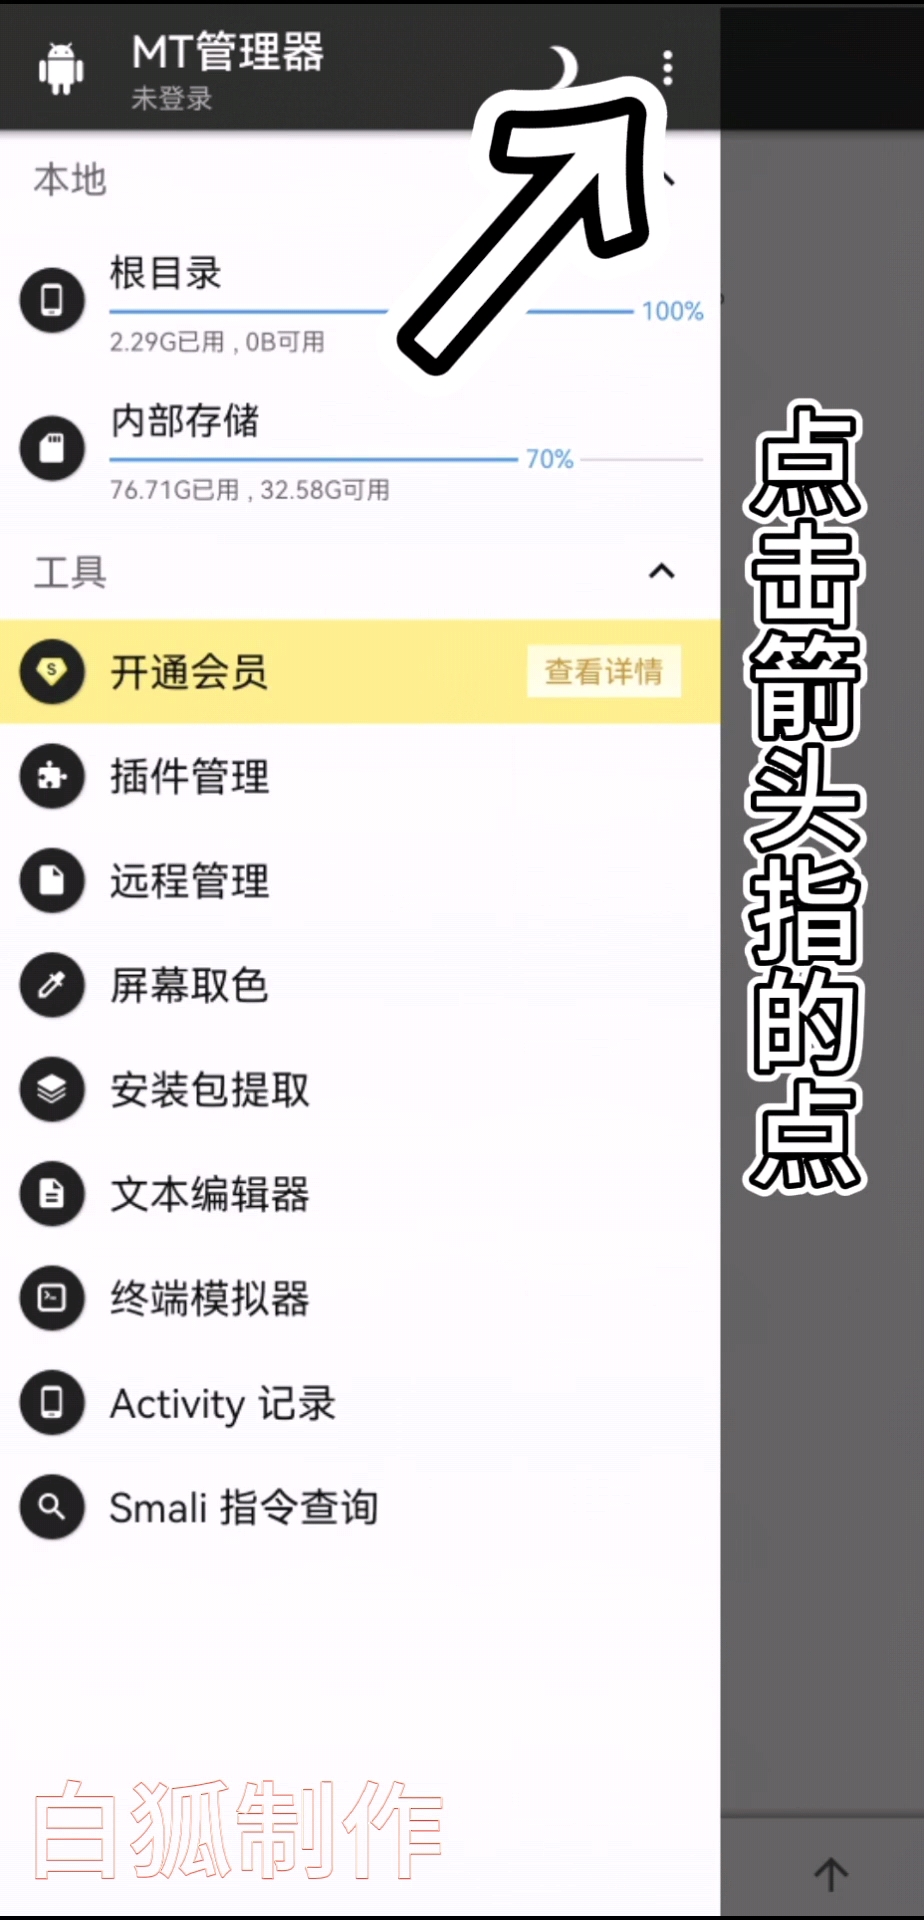 MT管理器
未登录
本地
根目录
100%
2.29G已用 , 0B可用
内部存储
70%
76.71G已用 , 32.58G可用
工具
开通会员
查看详情
插件管理
远程管理
屏幕取色
安装包提取
文本编辑器
终端模拟器
Activity 记录
Smali 指令查询
点击箭头指的点
白狐制作